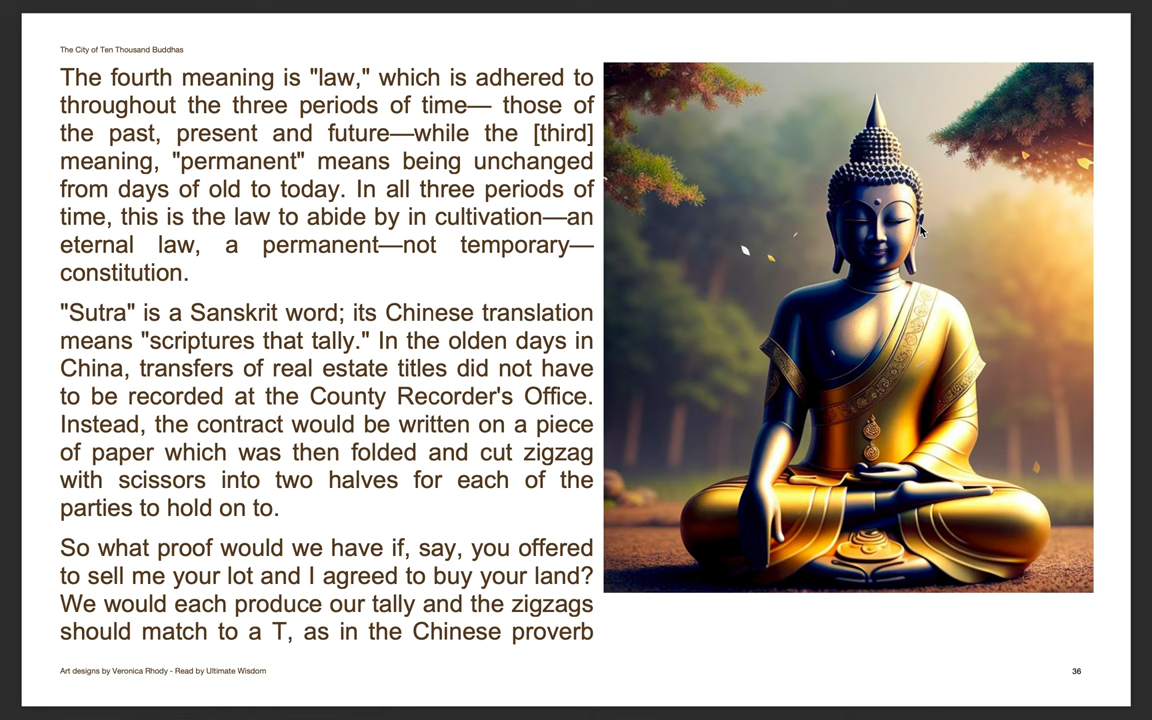 The City of Ten Thousand Buddhas
The fourth meaning is "law," which is adhered to
throughout the three periods of time— those of
the past, present and future—while the [third]
meaning, "permanent" means being unchanged
from days of old to today. In all three periods of
time, this is the law to abide by in cultivation—an
eternal law, a permanent—not temporary—
constitution.
"Sutra" is a Sanskrit word; its Chinese translation
means "scriptures that tally." In the olden days in
China, transfers of real estate titles did not have
to be recorded at the County Recorder's Office.
Instead, the contract would be written on a piece
of paper which was then folded and cut zigzag
with scissors into two halves for each of the
parties to hold on to.
So what proof would we have if, say, you offered
to sell me your lot and I agreed to buy your land?
We would each produce our tally and the zigzags
should match to a T, as in the Chinese proverb
Art designs by Veronica Rhody - Read by Ultimate Wisdom
36